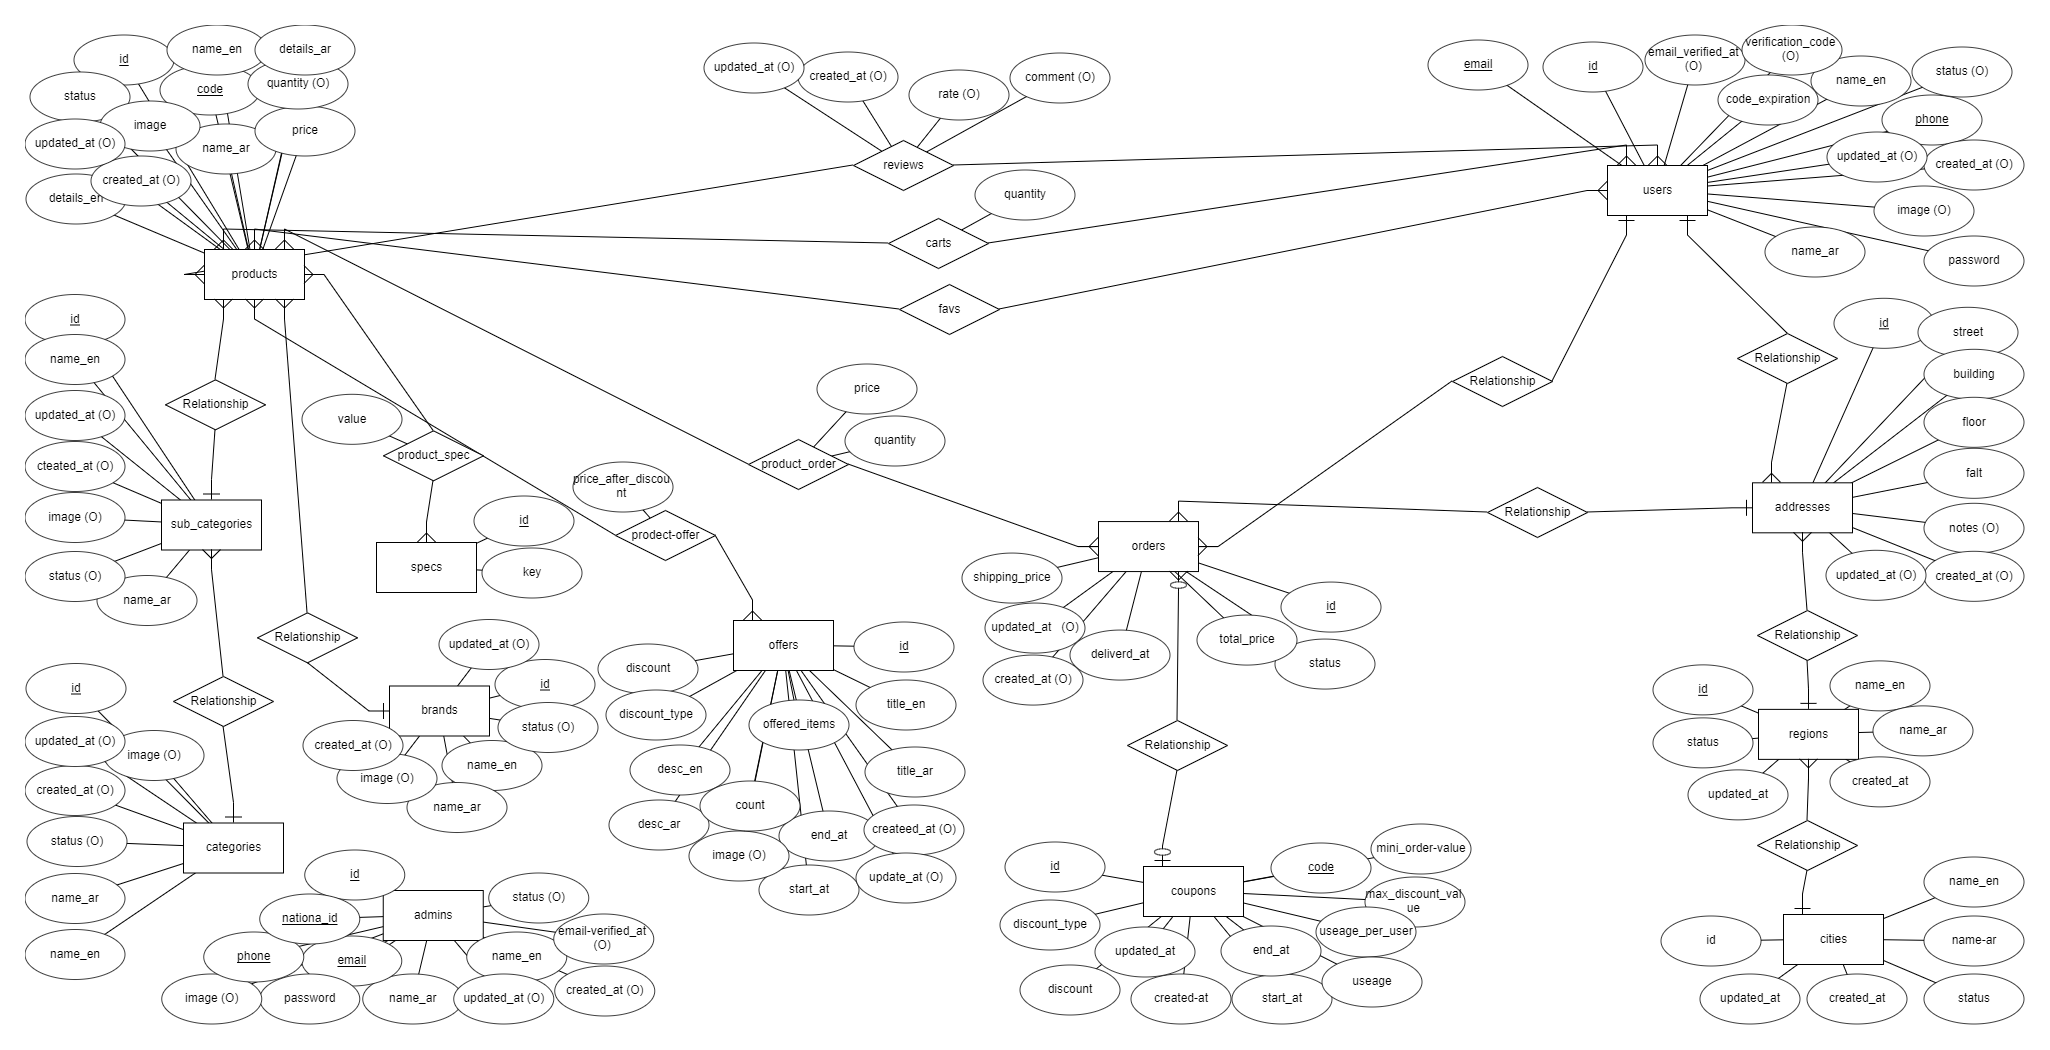 id
name_en
details_ar
status
code
quantity (O)
image
price
updated_at (O)
name_ar
created_at (O)
details_en
products
updated_at (O)
created_at (O)
rate (O)
comment (O)
reviews
quantity
carts
favs
email
id
email_verified_at
(O)
verification_code
(O)
name_en
status (O)
code_expiration
phone
updated_at (O)
created_at (O)
users
image (O)
name_ar
password
id
name_en
Relationship
updated_at (O)
cteated_at (O)
image (O)
sub_categories
status (O)
name_ar
value
product_spec
id
specs
key
price
quantity
product_order
price_after_discou
nt
prodect-offer
Relationship
Relationship
Relationship
id
street
building
floor
falt
addresses
notes (O)
updated_at (O)
created_at (O)
orders
shipping_price
updated_at (O)
created_at (O)
deliverd_at
total_price
id
status
Relationship
Relationship
Relationship
id
updated_at (O)
image (O)
created_at (O)
status (O)
categories
name_ar
name_en
updated_at (O)
id
brands
status (O)
created_at (O)
image (O)
name_en
name_ar
offers
id
discount
discount_type
title_en
offered_items
desc_en
title_ar
count
desc_ar
end_at
createed_at (O)
image (O)
start_at
update_at (O)
Relationship
id
name_en
regions
name_ar
status
updated_at
created_at
Relationship
id
nationa_id
admins
status (O)
phone
email
email-verified_at
(O)
name_en
image (O)
password
name_ar
updated_at (O)
created_at (O)
id
code
mini_order-value
coupons
max_discount_val
ue
discount_type
useage_per_user
updated_at
end_at
discount
created-at
start_at
useage
name_en
id
cities
name-ar
updated_at
created_at
status